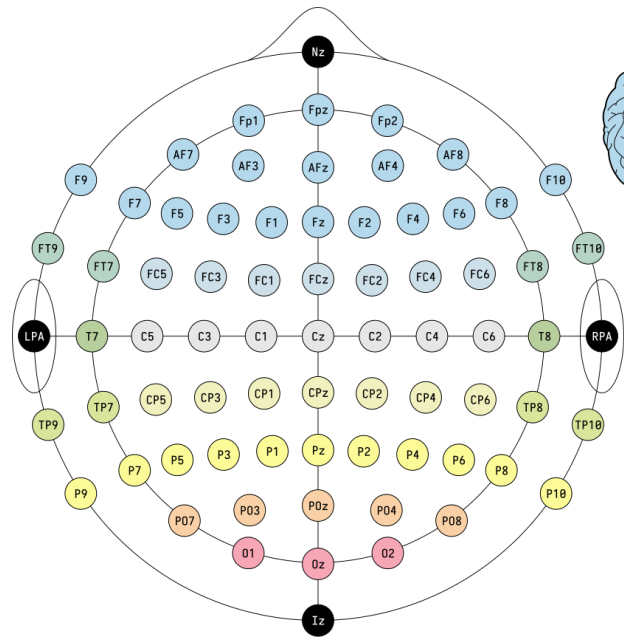 Nz
Fp1 Fpz Fp2
AF7 AF3 AFz AF4 AF8
F9 F10
F7 F5 F3 F1 Fz F2 F4 F6 F8
FT9 FT10
FT7 FC5 FC3 FC1 FCz FC2 FC4 FC6 FT8
LPA T7 C5 C3 C1 Cz C2 C4 C6 T8 RPA
TP7 CP5 CP3 CP1 CPz CP2 CP4 CP6 TP8
TP9 TP10
P7 P5 P3 P1 Pz P2 P4 P6 P8
P9 P10
PO7 PO3 POz PO4 PO8
O1 Oz O2
Iz